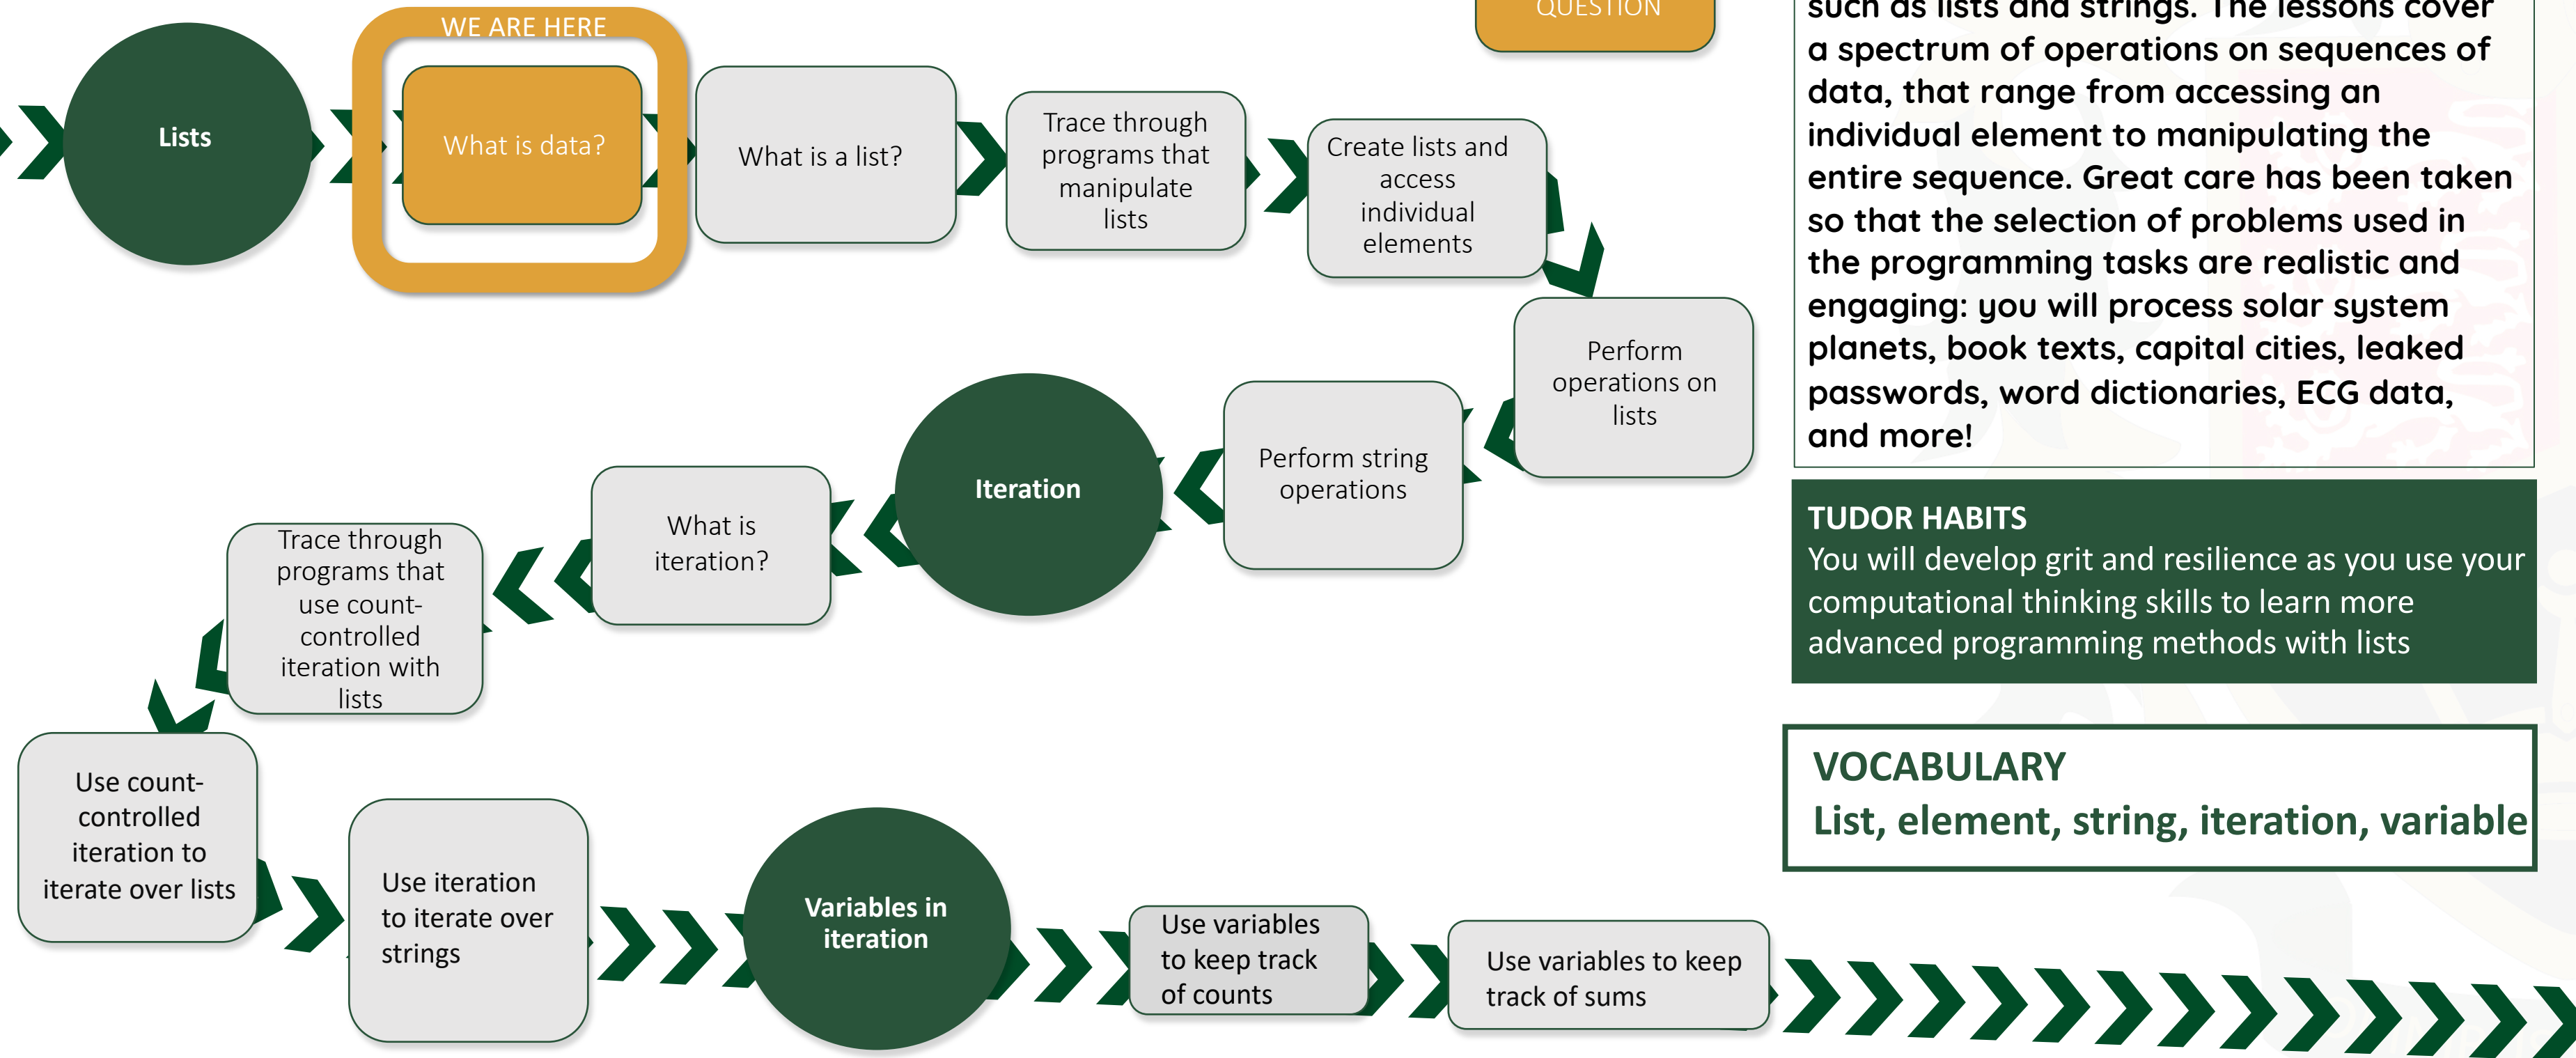 WE ARE HERE
Lists
What is data?
What is a list?
Trace through
programs that
manipulate
lists
Create lists and
access
individual
elements
QUESTION
Perform
operations on
lists
Perform string
operations
Iteration
What is
iteration?
Trace through
programs that
use count-
controlled
iteration with
lists
Use count-
controlled
iteration to
iterate over lists
Use iteration
to iterate over
strings
Variables in
iteration
Use variables
to keep track
of counts
Use variables to keep
track of sums
such as lists and strings. The lessons cover
a spectrum of operations on sequences of
data, that range from accessing an
individual element to manipulating the
entire sequence. Great care has been taken
so that the selection of problems used in
the programming tasks are realistic and
engaging: you will process solar system
planets, book texts, capital cities, leaked
passwords, word dictionaries, ECG data,
and more!
TUDOR HABITS
You will develop grit and resilience as you use your
computational thinking skills to learn more
advanced programming methods with lists
VOCABULARY
List, element, string, iteration, variable